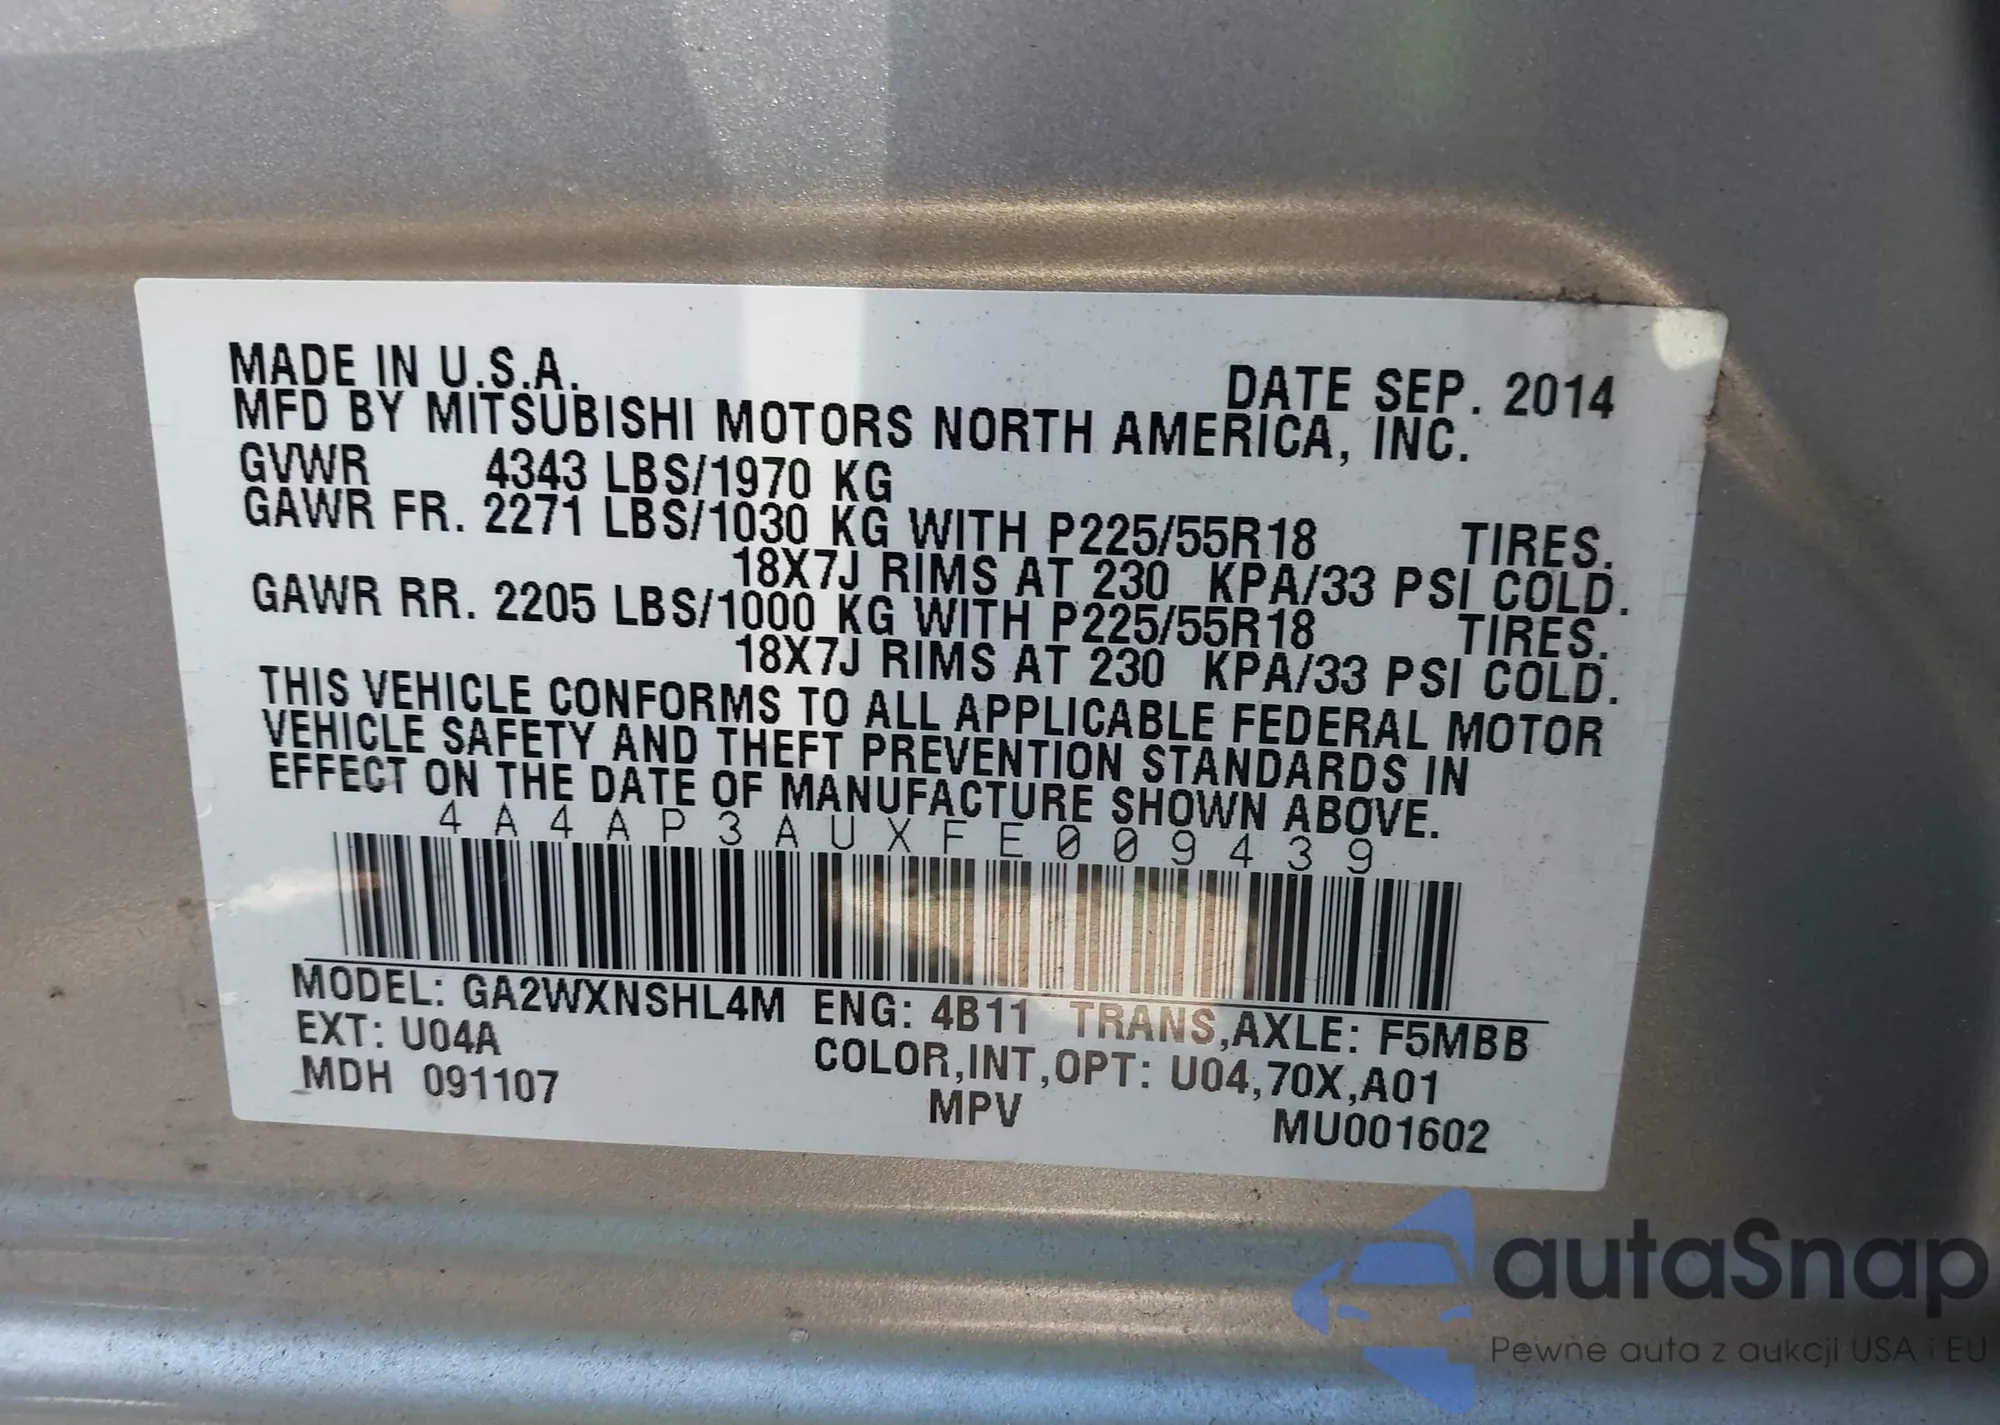 MADE IN U.S.A. DATE SEP. 2014
MFD BY MITSUBISHI MOTORS NORTH AMERICA, INC.
GVWR 4343 LBS/1970 KG
GAWR FR. 2271 LBS/1030 KG WITH P225/55R18 TIRES.
18X7J RIMS AT 230 KPA/33 PSI COLD.
GAWR RR. 2205 LBS/1000 KG WITH P225/55R18 TIRES.
18X7J RIMS AT 230 KPA/33 PSI COLD.
THIS VEHICLE CONFORMS TO ALL APPLICABLE FEDERAL MOTOR
VEHICLE SAFETY AND THEFT PREVENTION STANDARDS IN
EFFECT ON THE DATE OF MANUFACTURE SHOWN ABOVE.
4A4AP3AUXFE009439
MODEL: GA2WXNSHL4M ENG: 4B11 TRANS,AXLE: F5MBB
EXT: U04A COLOR,INT,OPT: U04,70X,A01
MDH 091107 MPV MU001602
autaSnap
Pewne auta z aukcji USA i EU